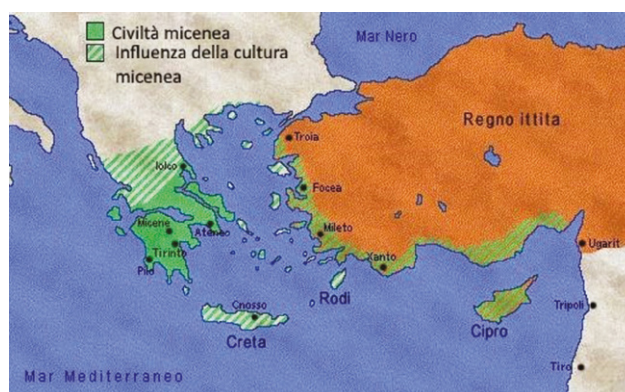 Civiltà micenea
Influenza della cultura
micenea
Mar Nero
Regno ittita
Troia
Iolco
Focea
Micene
Atene
Mileto
Tirinto
Pilo
Xanto
Ugarit
Rodi
Cnosso
Creta
Cipro
Tripoli
Tiro
Mar Mediterraneo